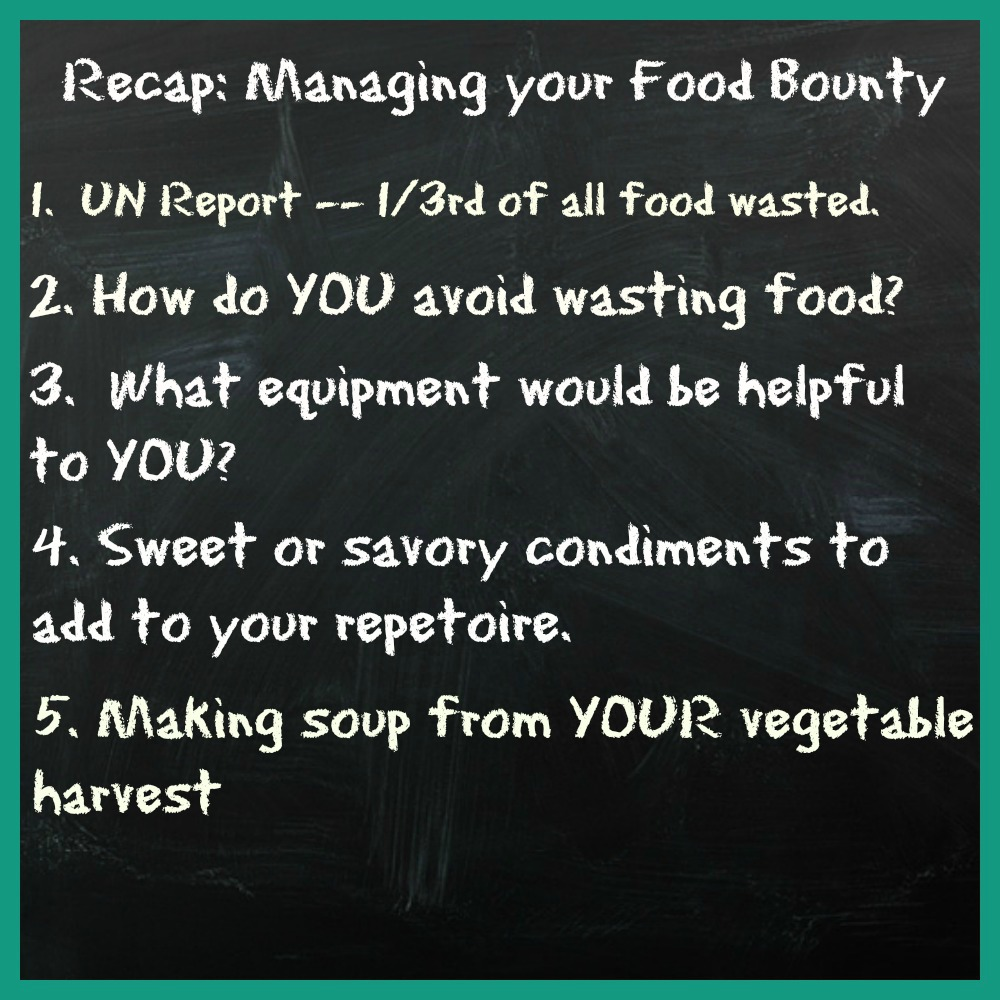 Recap: Managing your Food Bounty
1. UN Report -- 1/3rd of all food wasted.
2. How do YOU avoid wasting food?
3. What equipment would be helpful
to YOU?
4. Sweet or savory condiments to
add to your repetoire.
5. Making soup from YOUR vegetable
harvest